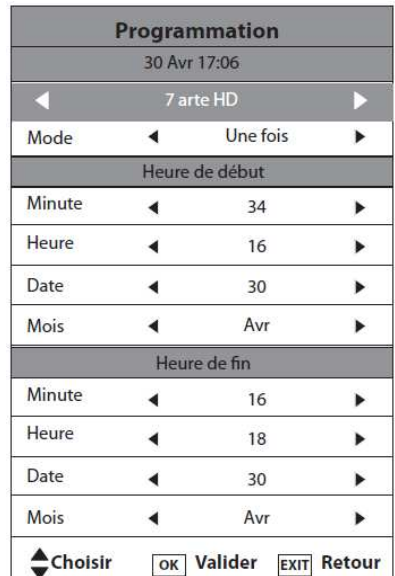 Programmation
30 Avr 17:06
7 arte HD
Mode Une fois
Heure de début
Minute 34
Heure 16
Date 30
Mois Avr
Heure de fin
Minute 16
Heure 18
Date 30
Mois Avr
Choisir OK Valider EXIT Retour